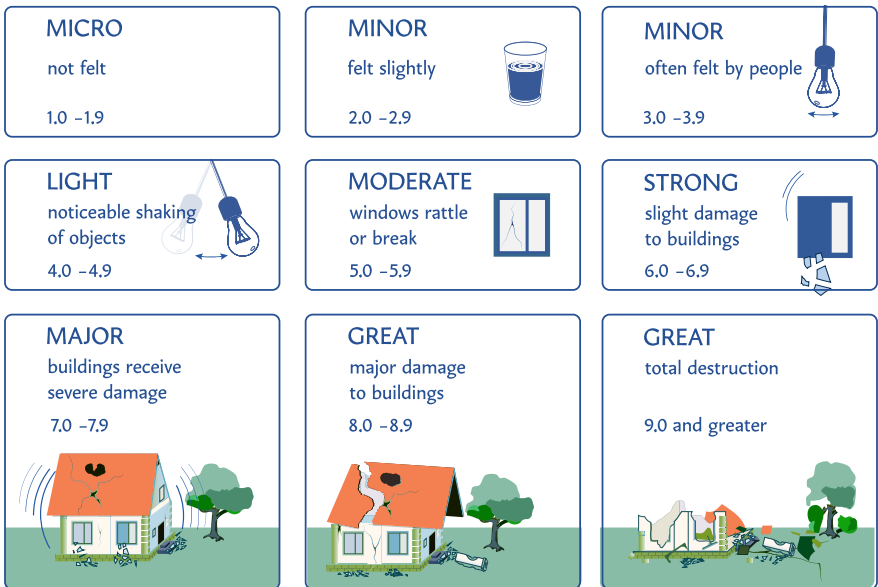 MICRO
not felt
1.0 –1.9
MINOR
felt slightly
2.0 –2.9
MINOR
often felt by people
3.0 –3.9
LIGHT
noticeable shaking
of objects
4.0 –4.9
MODERATE
windows rattle
or break
5.0 –5.9
STRONG
slight damage
to buildings
6.0 –6.9
MAJOR
buildings receive
severe damage
7.0 –7.9
GREAT
major damage
to buildings
8.0 –8.9
GREAT
total destruction
9.0 and greater